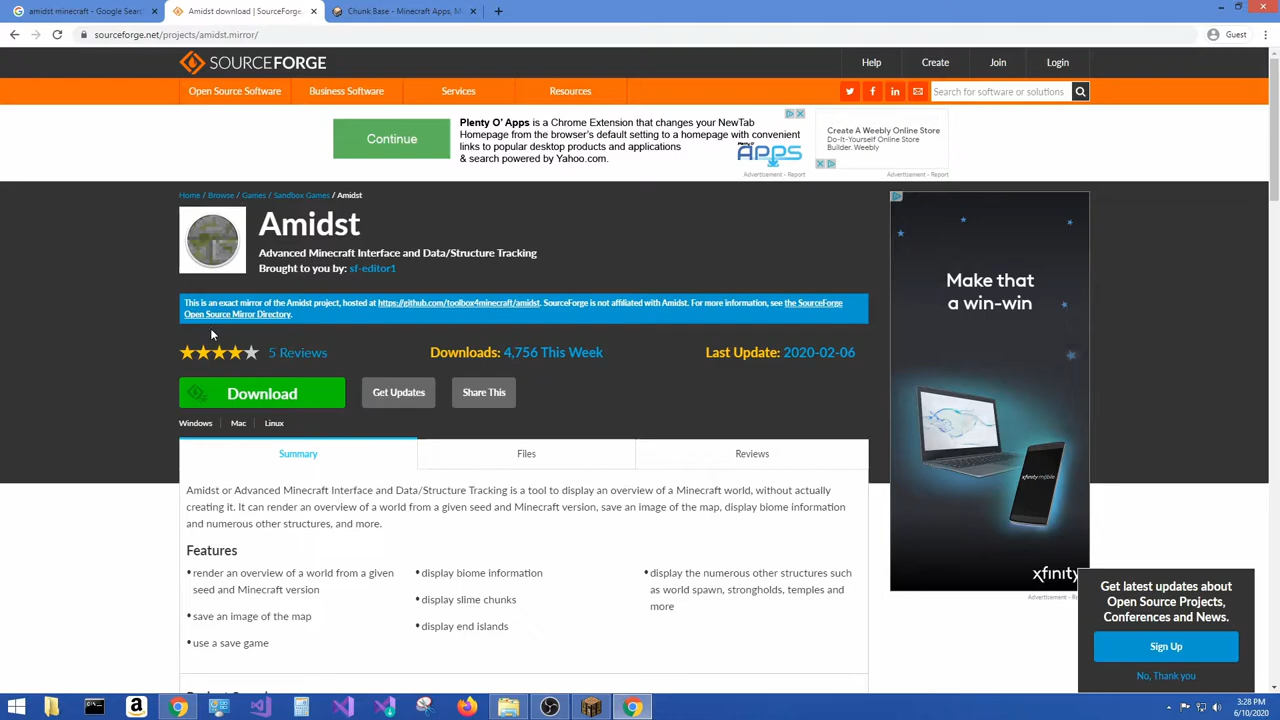 amidst minecraft - Google Searc
Amidst download | SourceForge
Chunk Base - Minecraft Apps, M
sourceforge.net/projects/amidst.mirror/
Guest
SOURCEFORGE
Help
Create
Join
Login
Open Source Software
Business Software
Services
Resources
Search for software or solutions
Continue
Plenty O' Apps is a Chrome Extension that changes your NewTab
Homepage from the browser's default setting to a homepage with convenient
links to popular desktop products and applications
& search powered by Yahoo.com.
PLENTY O'
APPS
Advertisement - Report
Create A Weebly Online Store
Do-It-Yourself Online Store
Builder. Weebly
Advertisement - Report
Home / Browse / Games / Sandbox Games / Amidst
Amidst
Advanced Minecraft Interface and Data/Structure Tracking
Brought to you by: sf-editor1
This is an exact mirror of the Amidst project, hosted at https://github.com/toolbox4minecraft/amidst. SourceForge is not affiliated with Amidst. For more information, see the SourceForge
Open Source Mirror Directory.
5 Reviews
Downloads: 4,756 This Week
Last Update: 2020-02-06
Download
Get Updates
Share This
Windows
Mac
Linux
Summary
Files
Reviews
Amidst or Advanced Minecraft Interface and Data/Structure Tracking is a tool to display an overview of a Minecraft world, without actually
creating it. It can render an overview of a world from a given seed and Minecraft version, save an image of the map, display biome information
and numerous other structures, and more.
Features
• render an overview of a world from a given
seed and Minecraft version
• save an image of the map
• use a save game
• display biome information
• display slime chunks
• display end islands
• display the numerous other structures such
as world spawn, strongholds, temples and
more
Make that
a win-win
xfinity mobile
xfinity
Advertisement - Re
Get latest updates about
Open Source Projects,
Conferences and News.
Sign Up
No, Thank you
3:28 PM
6/10/2020